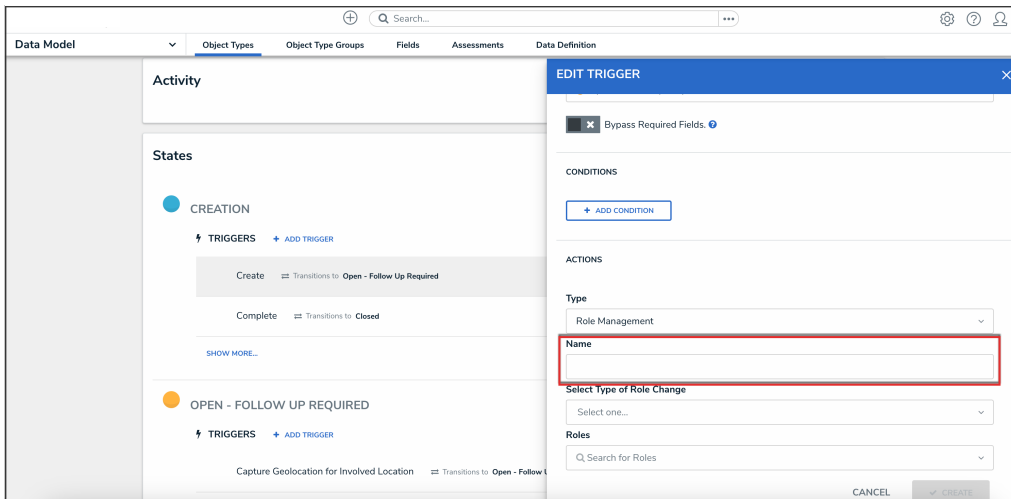 Search...
Data Model
Object Types
Object Type Groups
Fields
Assessments
Data Definition
Activity
States
CREATION
TRIGGERS
+ ADD TRIGGER
Create
Transitions to Open - Follow Up Required
Complete
Transitions to Closed
SHOW MORE...
OPEN - FOLLOW UP REQUIRED
TRIGGERS
+ ADD TRIGGER
Capture Geolocation for Involved Location
Transitions to Open - Follow
EDIT TRIGGER
Bypass Required Fields.
CONDITIONS
+ ADD CONDITION
ACTIONS
Type
Role Management
Name
Select Type of Role Change
Select one...
Roles
Search for Roles
CANCEL
CREATE